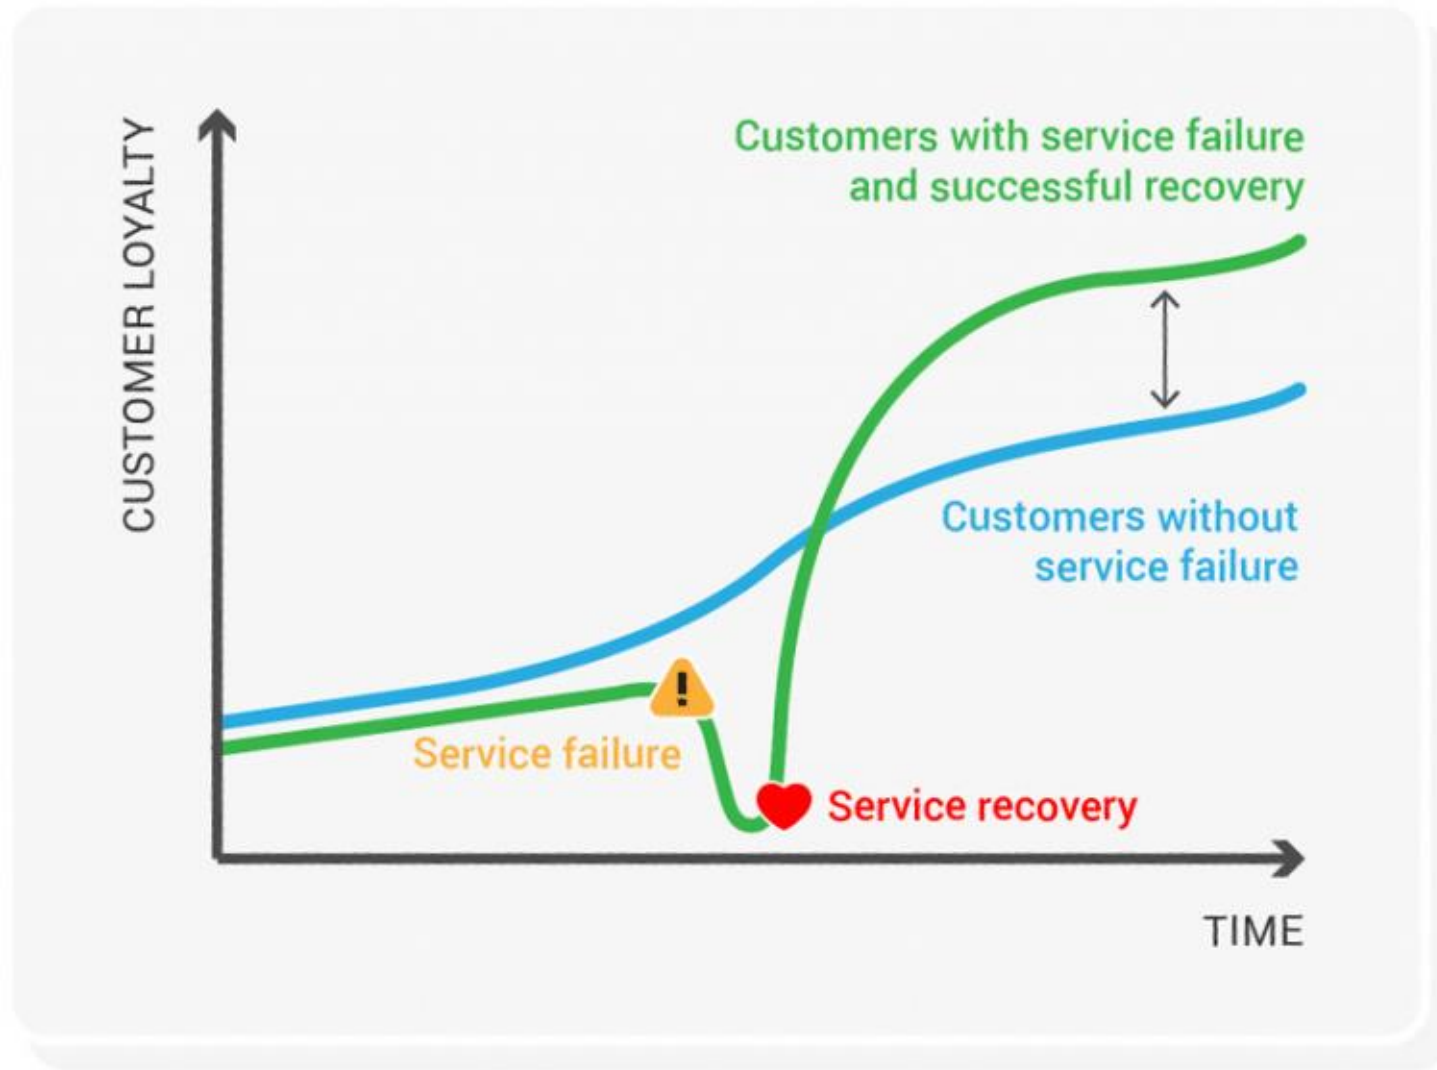 CUSTOMER LOYALTY
Customers with service failure
and successful recovery
Customers without
service failure
!
Service failure
Service recovery
TIME